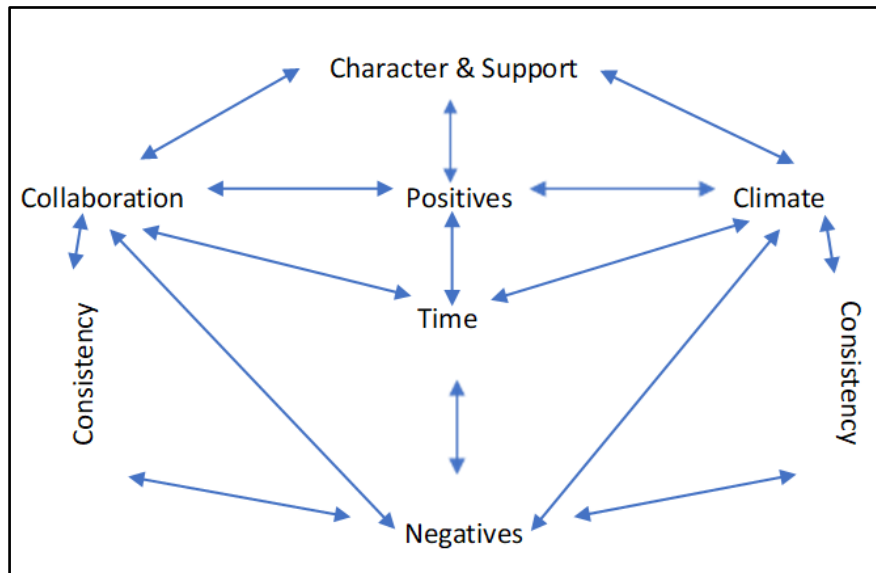 Character & Support
Collaboration
Positives
Climate
Time
Consistency
Consistency
Negatives